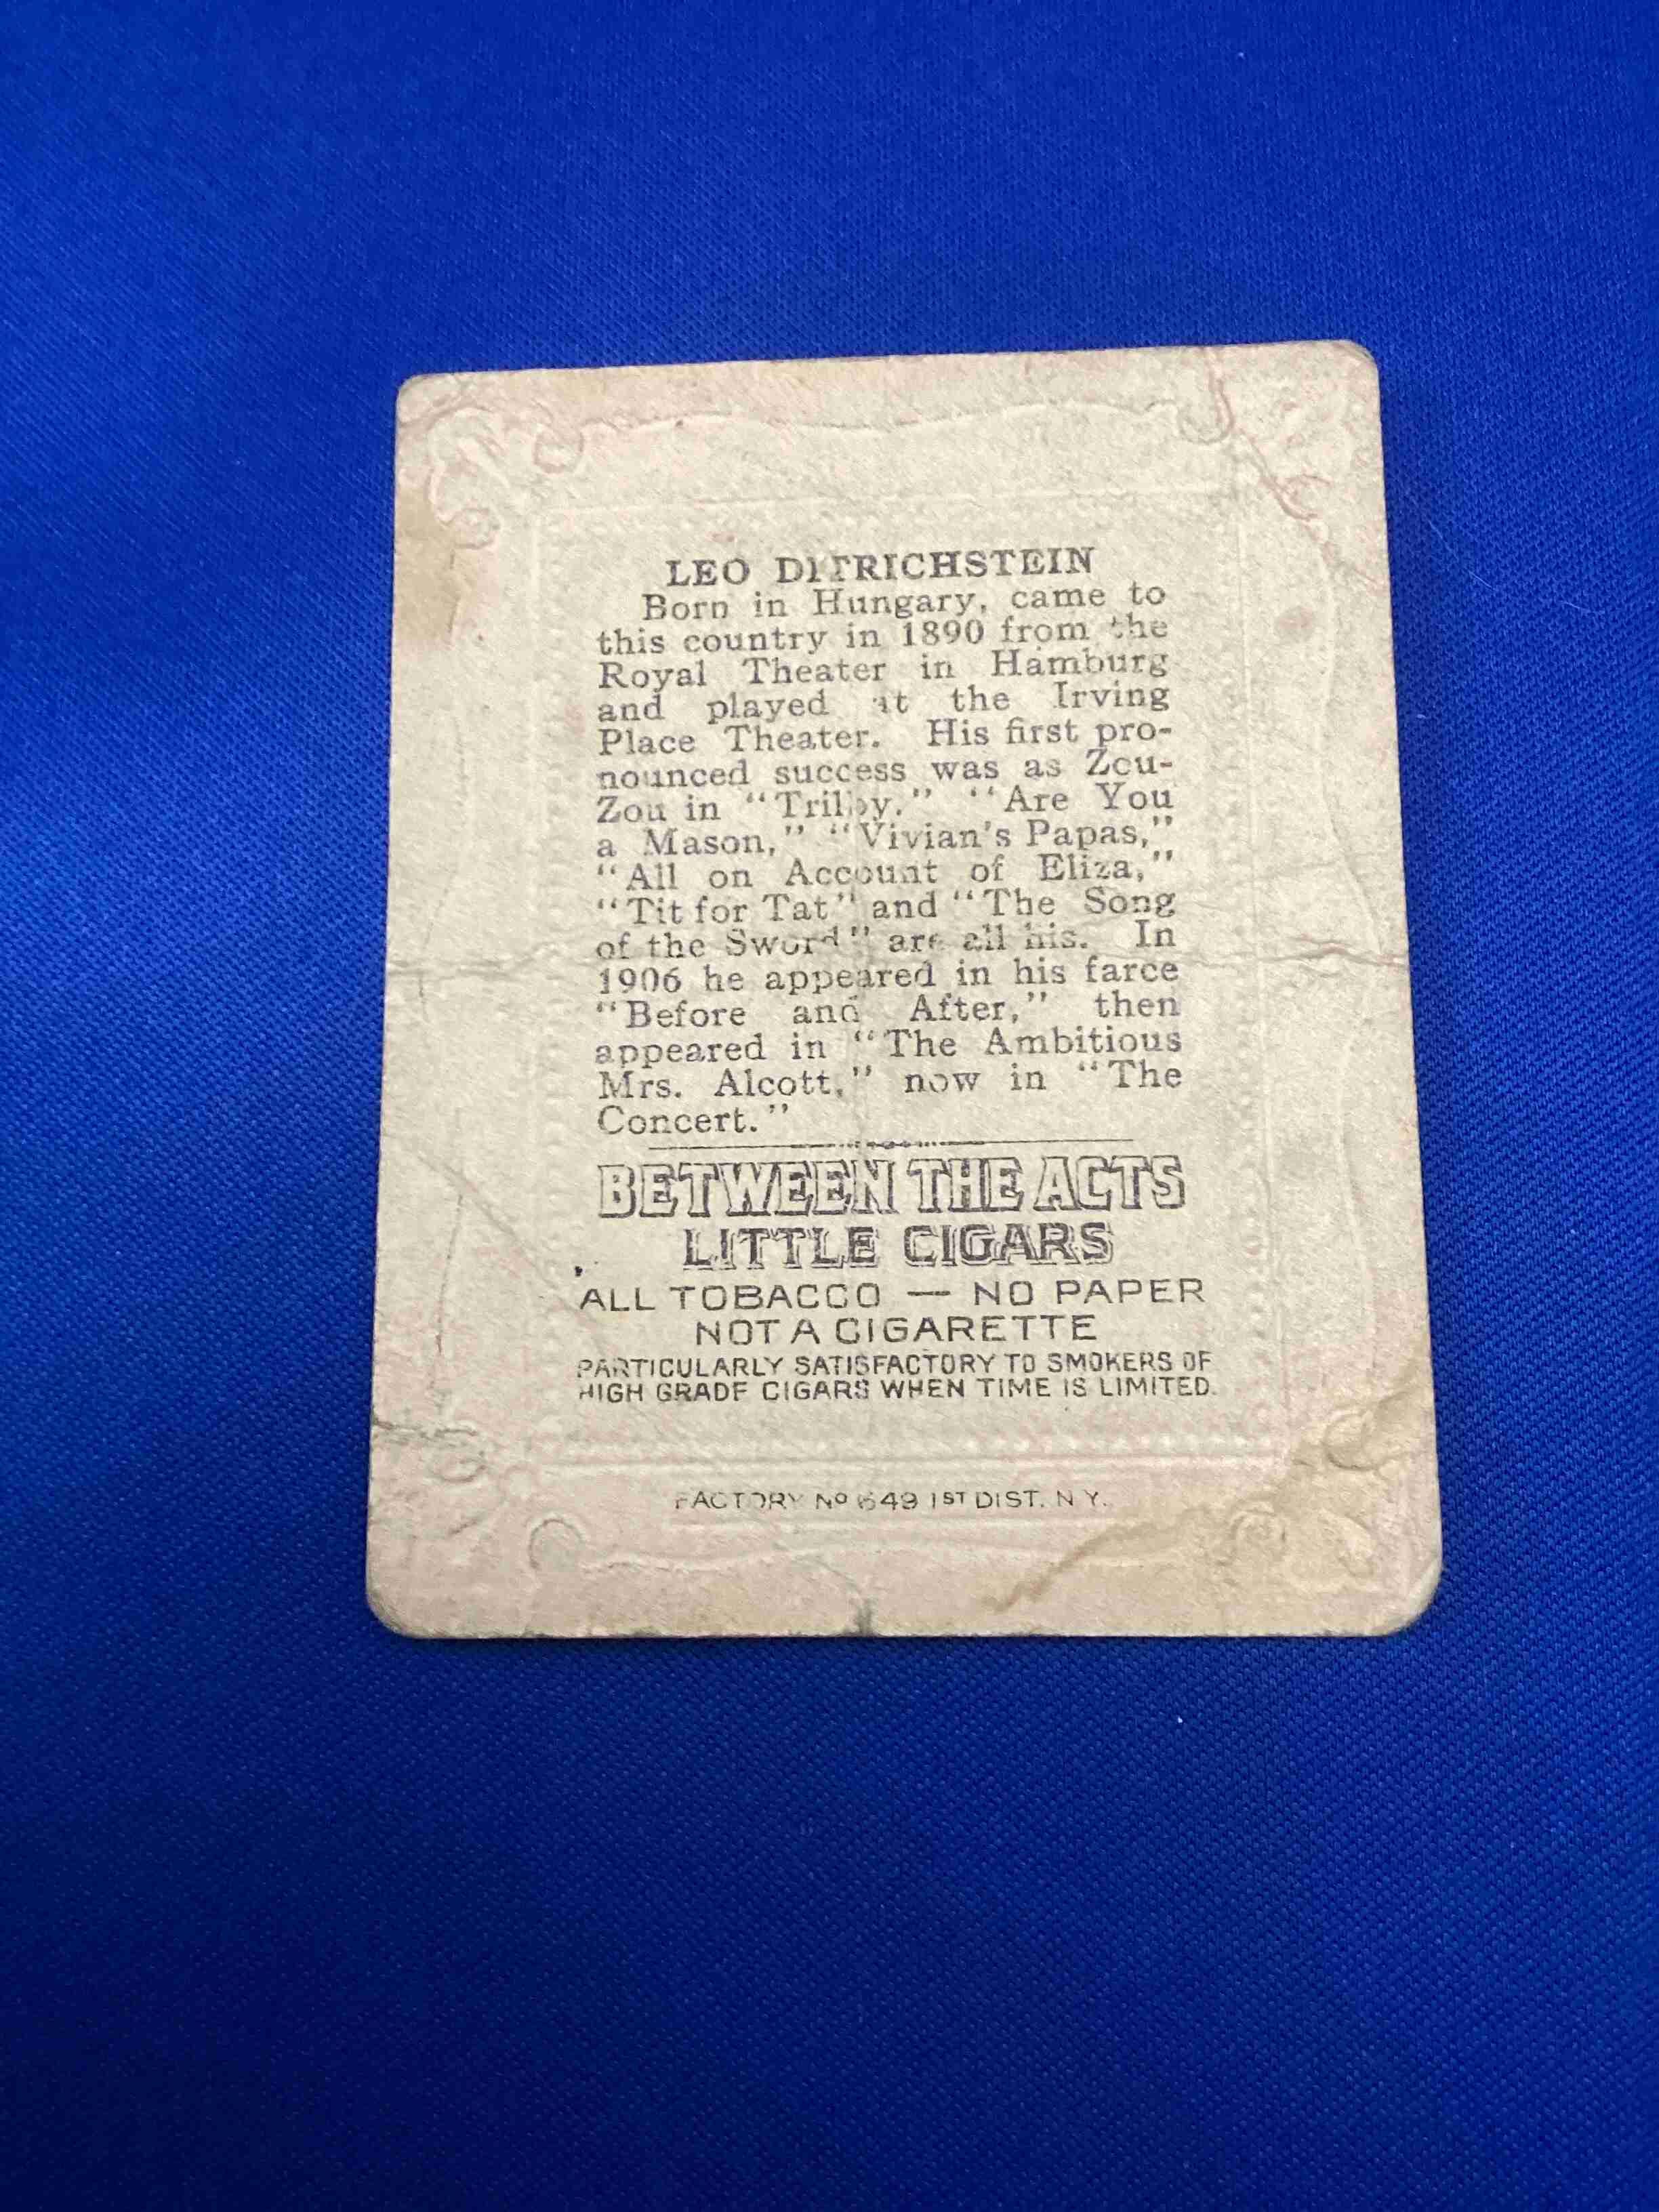 LEO DITRICHSTEIN
Born in Hungary, came to
this country in 1890 from the
Royal Theater in Hamburg
and played at the Irving
Place Theater. His first pro-
nounced success was as Zou-
Zou in “Trilby.” “Are You
a Mason,” “Vivian's Papas,”
“All on Account of Eliza,”
“Tit for Tat” and “The Song
of the Sword” are all his. In
1906 he appeared in his farce
“Before and After,” then
appeared in “The Ambitious
Mrs. Alcott,” now in “The
Concert.”
BETWEEN THE ACTS
LITTLE CIGARS
ALL TOBACCO — NO PAPER
NOT A CIGARETTE
PARTICULARLY SATISFACTORY TO SMOKERS OF
HIGH GRADE CIGARS WHEN TIME IS LIMITED.
FACTORY Nº 649 1ST DIST. N.Y.